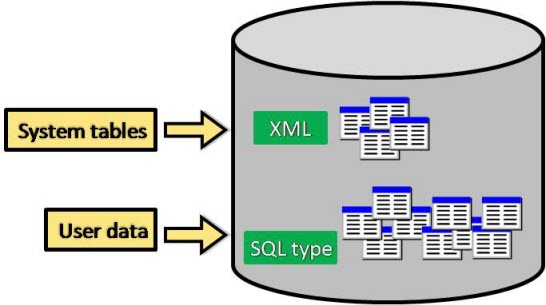 System tables
XML
User data
SQL type